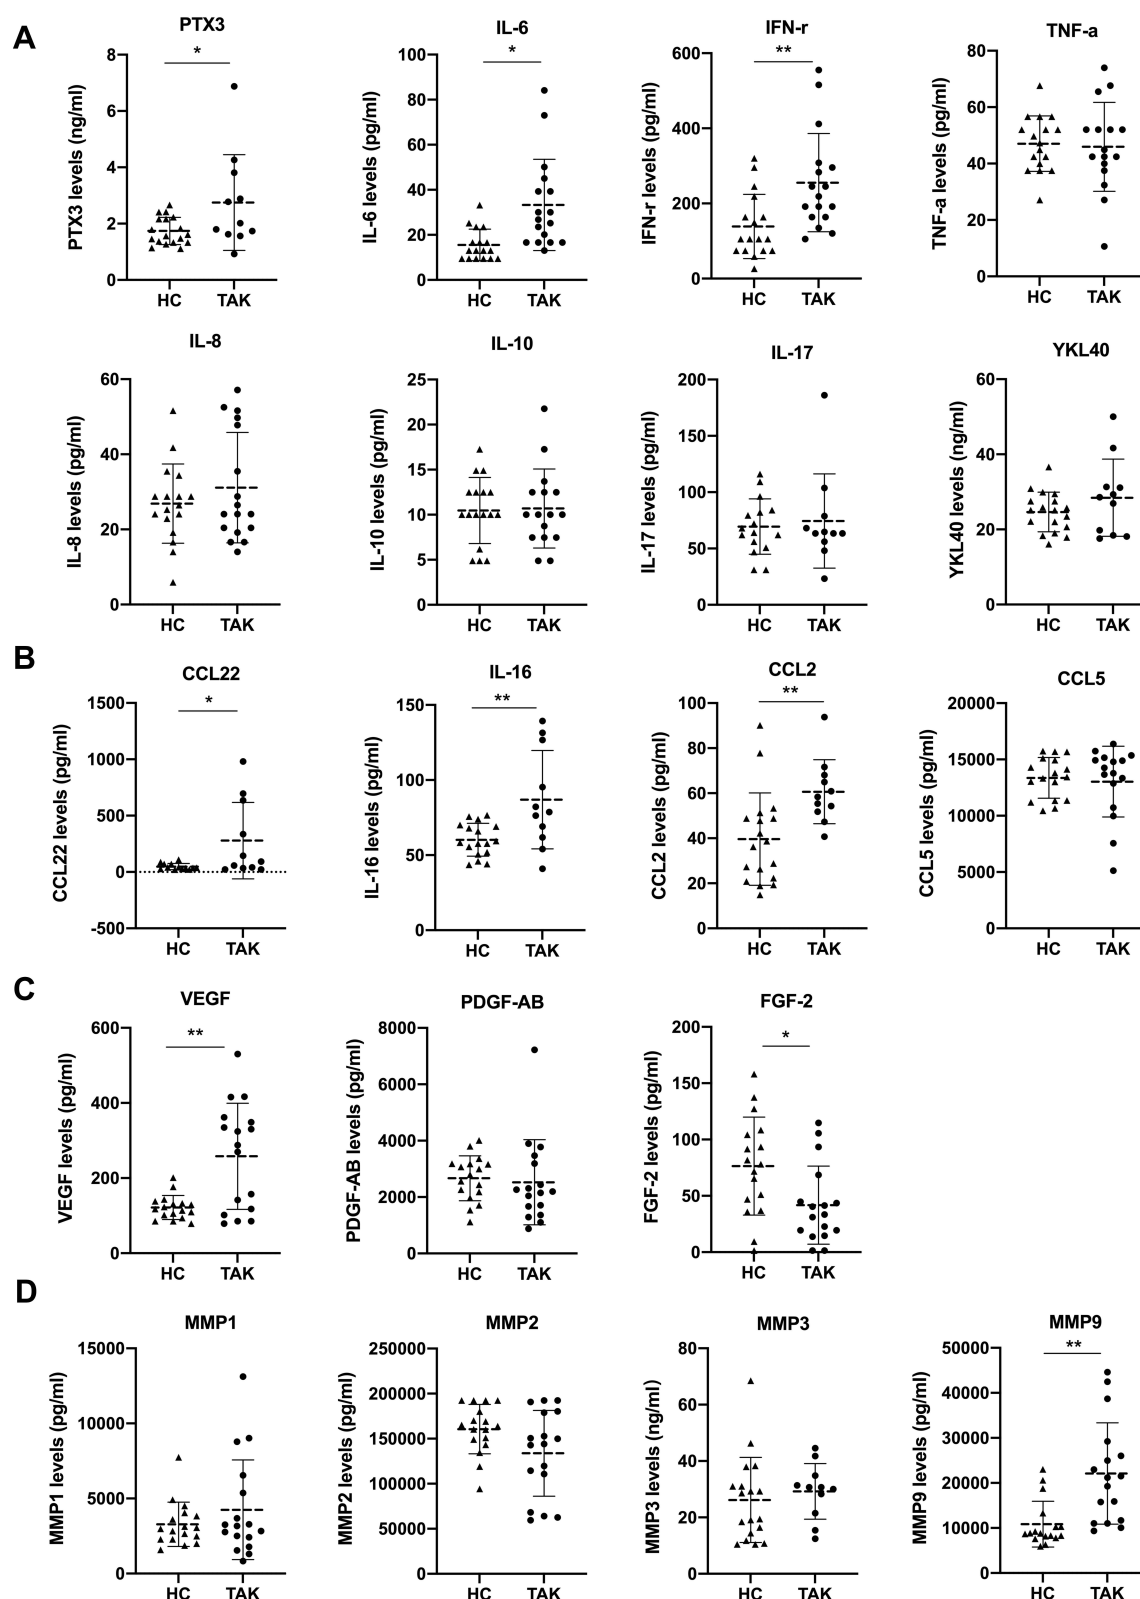 A
PTX3
IL-6
IFN-r
TNF-a
PTX3 levels (ng/ml)
8
6
4
2
0
*
HC TAK
IL-6 levels (pg/ml)
100
80
60
40
20
0
*
HC TAK
IFN-r levels (pg/ml)
600
400
200
0
**
HC TAK
TNF-a levels (pg/ml)
80
60
40
20
0
HC TAK
IL-8
IL-10
IL-17
YKL40
IL-8 levels (pg/ml)
60
40
20
0
HC TAK
IL-10 levels (pg/ml)
25
20
15
10
5
0
HC TAK
IL-17 levels (pg/ml)
200
150
100
50
0
HC TAK
YKL40 levels (ng/ml)
60
40
20
0
HC TAK
B
CCL22
IL-16
CCL2
CCL5
CCL22 levels (pg/ml)
1500
1000
500
0
-500
*
HC TAK
IL-16 levels (pg/ml)
150
100
50
0
**
HC TAK
CCL2 levels (pg/ml)
100
80
60
40
20
0
**
HC TAK
CCL5 levels (pg/ml)
20000
15000
10000
5000
0
HC TAK
C
VEGF
PDGF-AB
FGF-2
VEGF levels (pg/ml)
600
400
200
0
**
HC TAK
PDGF-AB levels (pg/ml)
8000
6000
4000
2000
0
HC TAK
FGF-2 levels (pg/ml)
200
150
100
50
0
*
HC TAK
D
MMP1
MMP2
MMP3
MMP9
MMP1 levels (pg/ml)
15000
10000
5000
0
HC TAK
MMP2 levels (pg/ml)
250000
200000
150000
100000
50000
0
HC TAK
MMP3 levels (ng/ml)
80
60
40
20
0
HC TAK
MMP9 levels (pg/ml)
50000
40000
30000
20000
10000
0
**
HC TAK